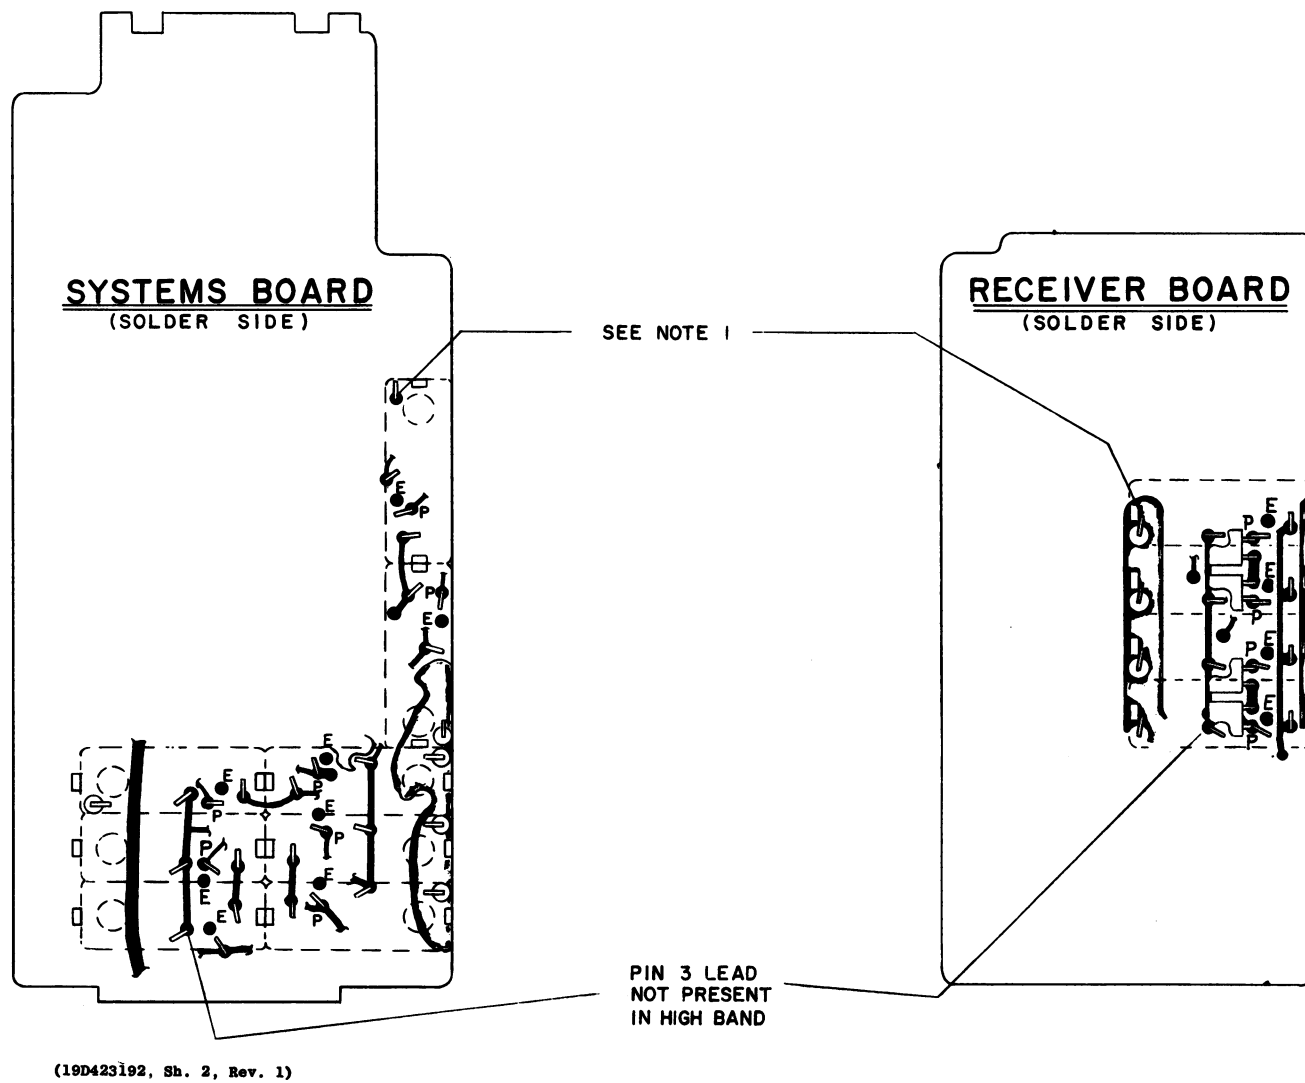 SYSTEMS BOARD
(SOLDER SIDE)
RECEIVER BOARD
(SOLDER SIDE)
SEE NOTE 1
E
P
P
E
E
P
E
P
E
P
P
E
E
P
E
P
E
E
P
P
E
E
P
PIN 3 LEAD
NOT PRESENT
IN HIGH BAND
(19D423192, Sh. 2, Rev. 1)